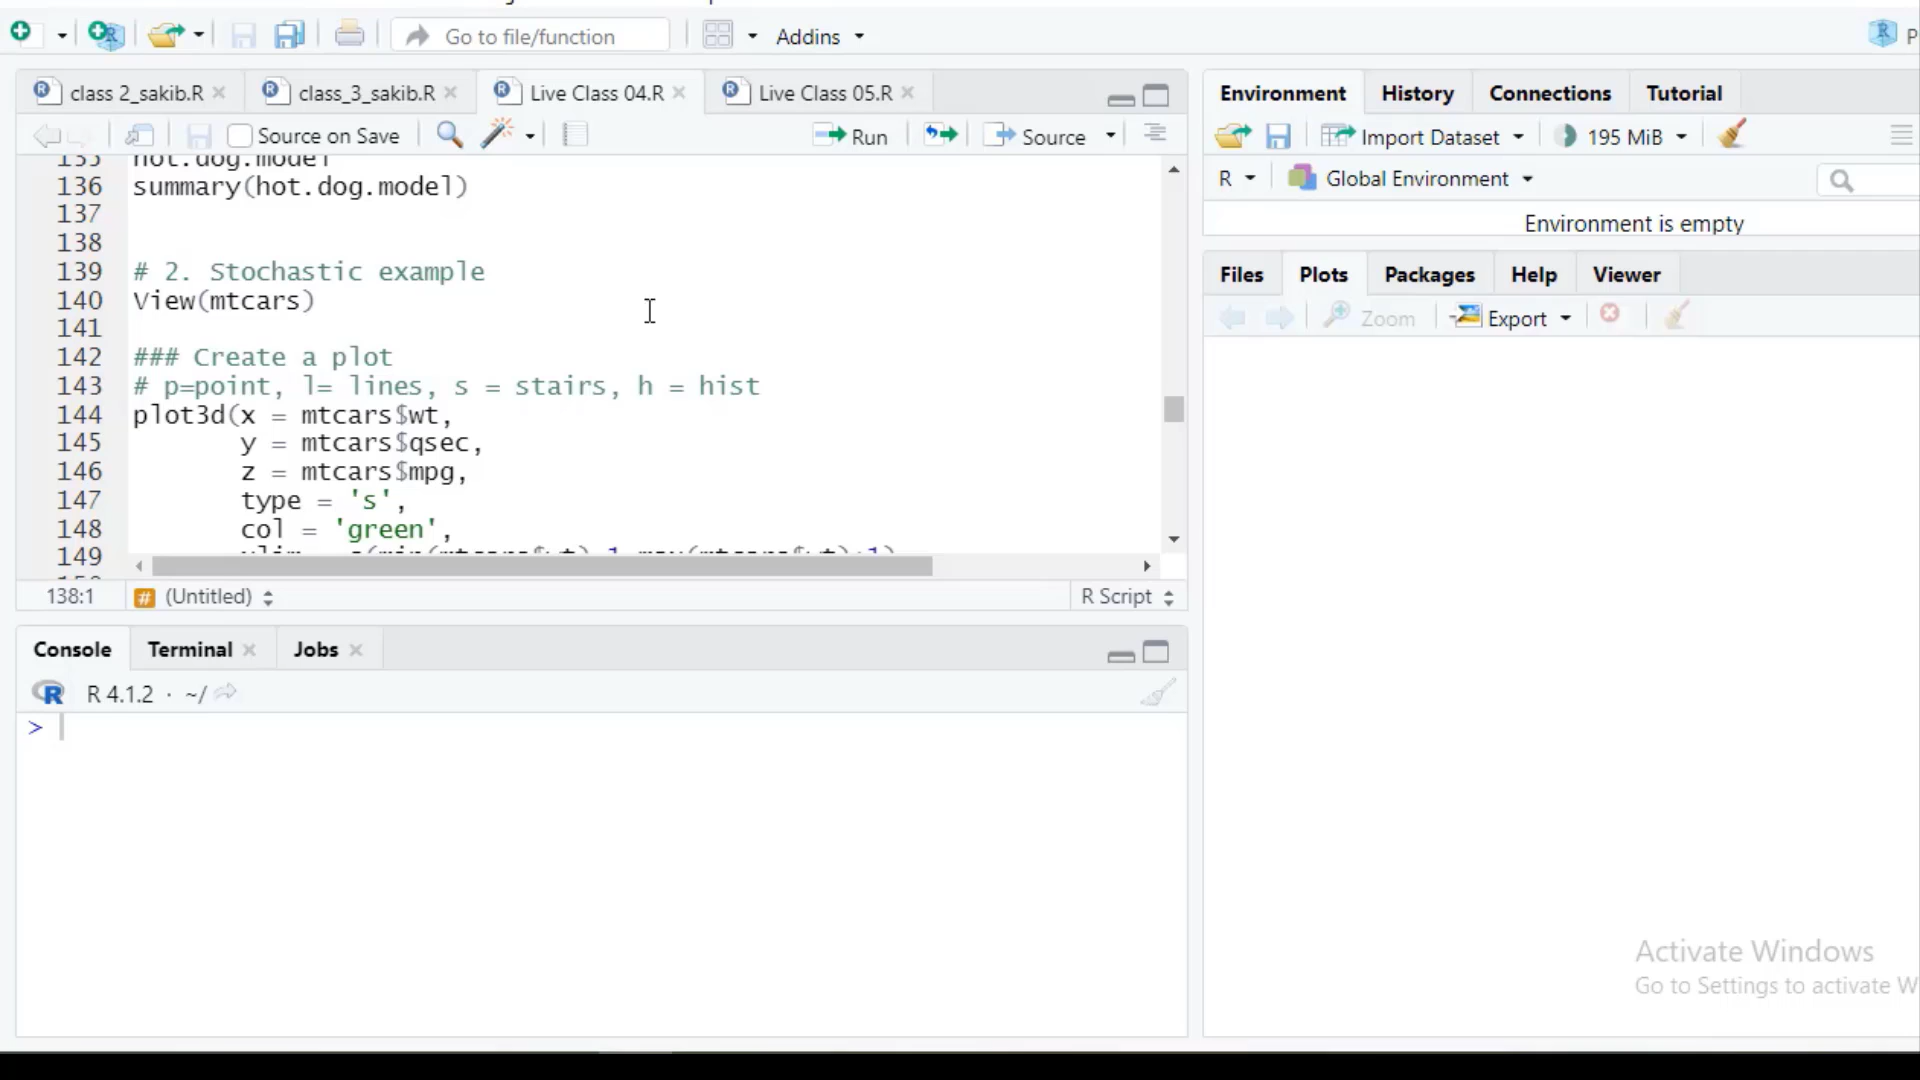 Go to file/function
Addins
P
class 2_sakib.R
class_3_sakib.R
Live Class 04.R
Live Class 05.R
Source on Save
Run
Source
135 hot.dog.model
136 summary(hot.dog.model)
137
138
139 # 2. Stochastic example
140 View(mtcars)
141
142 ### Create a plot
143 # p=point, l= lines, s = stairs, h = hist
144 plot3d(x = mtcars$wt,
145 y = mtcars$qsec,
146 z = mtcars$mpg,
147 type = 's',
148 col = 'green',
149
138:1
# (Untitled)
R Script
Console
Terminal
Jobs
R 4.1.2 · ~/
>
Environment
History
Connections
Tutorial
Import Dataset
195 MiB
R
Global Environment
Environment is empty
Files
Plots
Packages
Help
Viewer
Zoom
Export
Activate Windows
Go to Settings to activate W